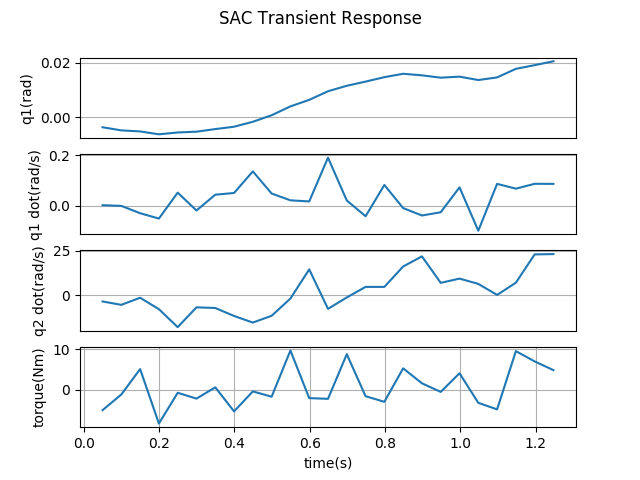 SAC Transient Response
q1(rad)
0.02
0.00
q1 dot(rad/s)
0.2
0.0
q2 dot(rad/s)
25
0
torque(Nm)
10
0
0.0 0.2 0.4 0.6 0.8 1.0 1.2
time(s)